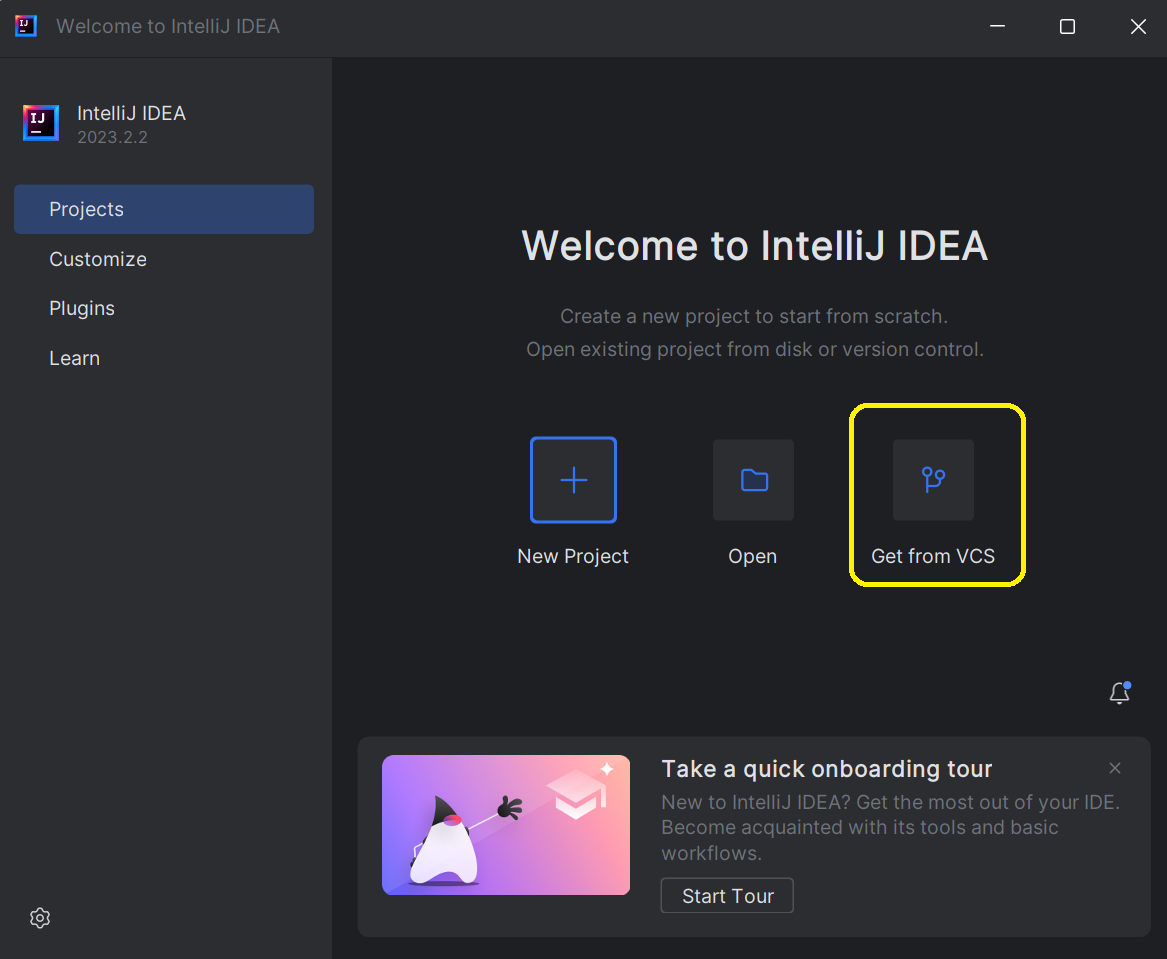 IJ
Welcome to IntelliJ IDEA
IJ
IntelliJ IDEA
2023.2.2
Projects
Customize
Plugins
Learn
Welcome to IntelliJ IDEA
Create a new project to start from scratch.
Open existing project from disk or version control.
New Project
Open
Get from VCS
Take a quick onboarding tour
New to IntelliJ IDEA? Get the most out of your IDE.
Become acquainted with its tools and basic
workflows.
Start Tour